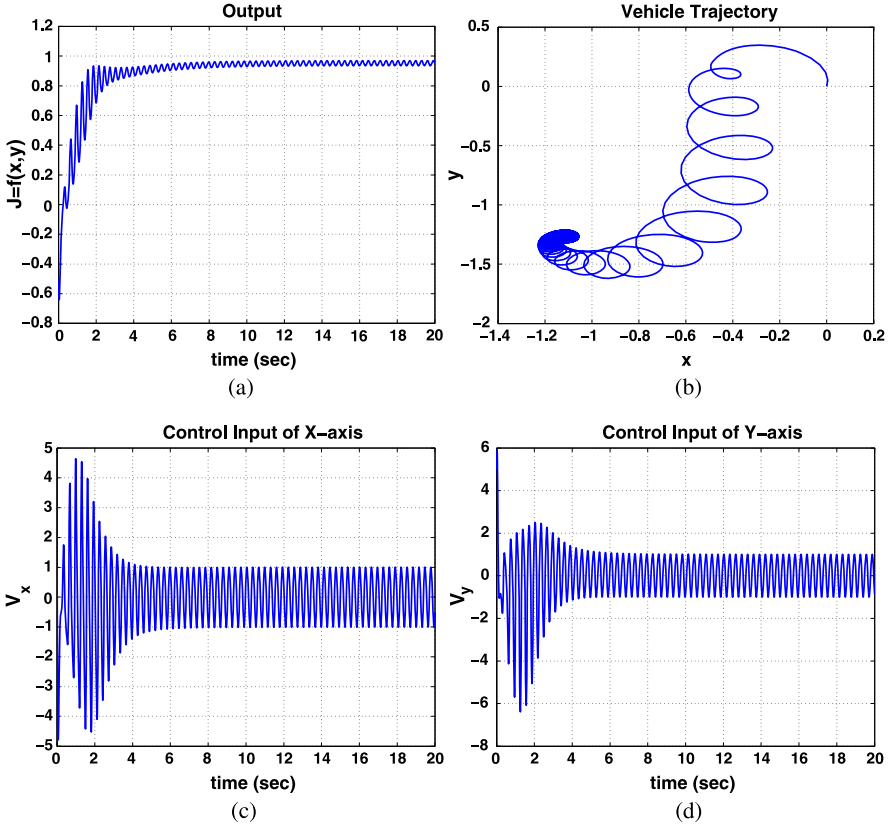 Output
1.2
1
0.8
0.6
0.4
0.2
0
−0.2
−0.4
−0.6
−0.8
J=f(x,y)
0 2 4 6 8 10 12 14 16 18 20
time (sec)
(a)
Vehicle Trajectory
0.5
0
−0.5
−1
−1.5
−2
y
−1.4 −1.2 −1 −0.8 −0.6 −0.4 −0.2 0 0.2
x
(b)
Control Input of X−axis
5
4
3
2
1
0
−1
−2
−3
−4
−5
V_x
0 2 4 6 8 10 12 14 16 18 20
time (sec)
(c)
Control Input of Y−axis
6
4
2
0
−2
−4
−6
−8
V_y
0 2 4 6 8 10 12 14 16 18 20
time (sec)
(d)